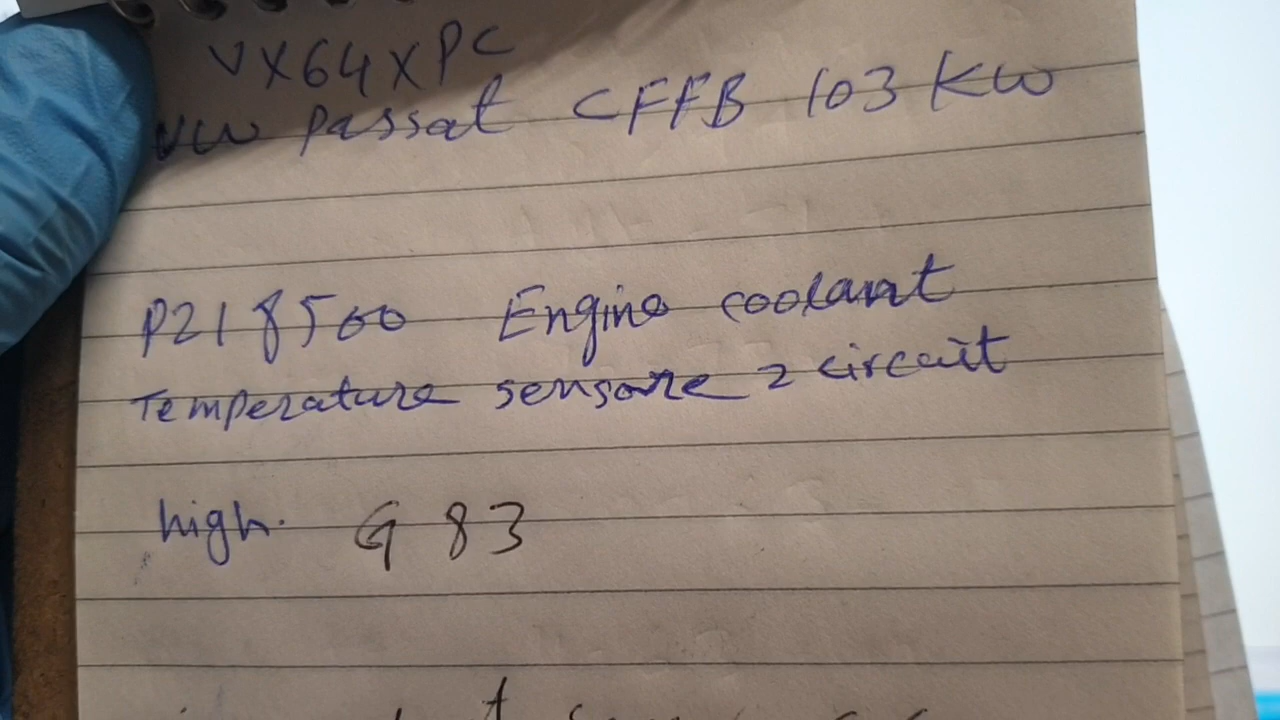 VX64XPC
VW Passat CFFB 103 KW
P218500 Engine coolant
Temperature sensore 2 circuit
high. G 83